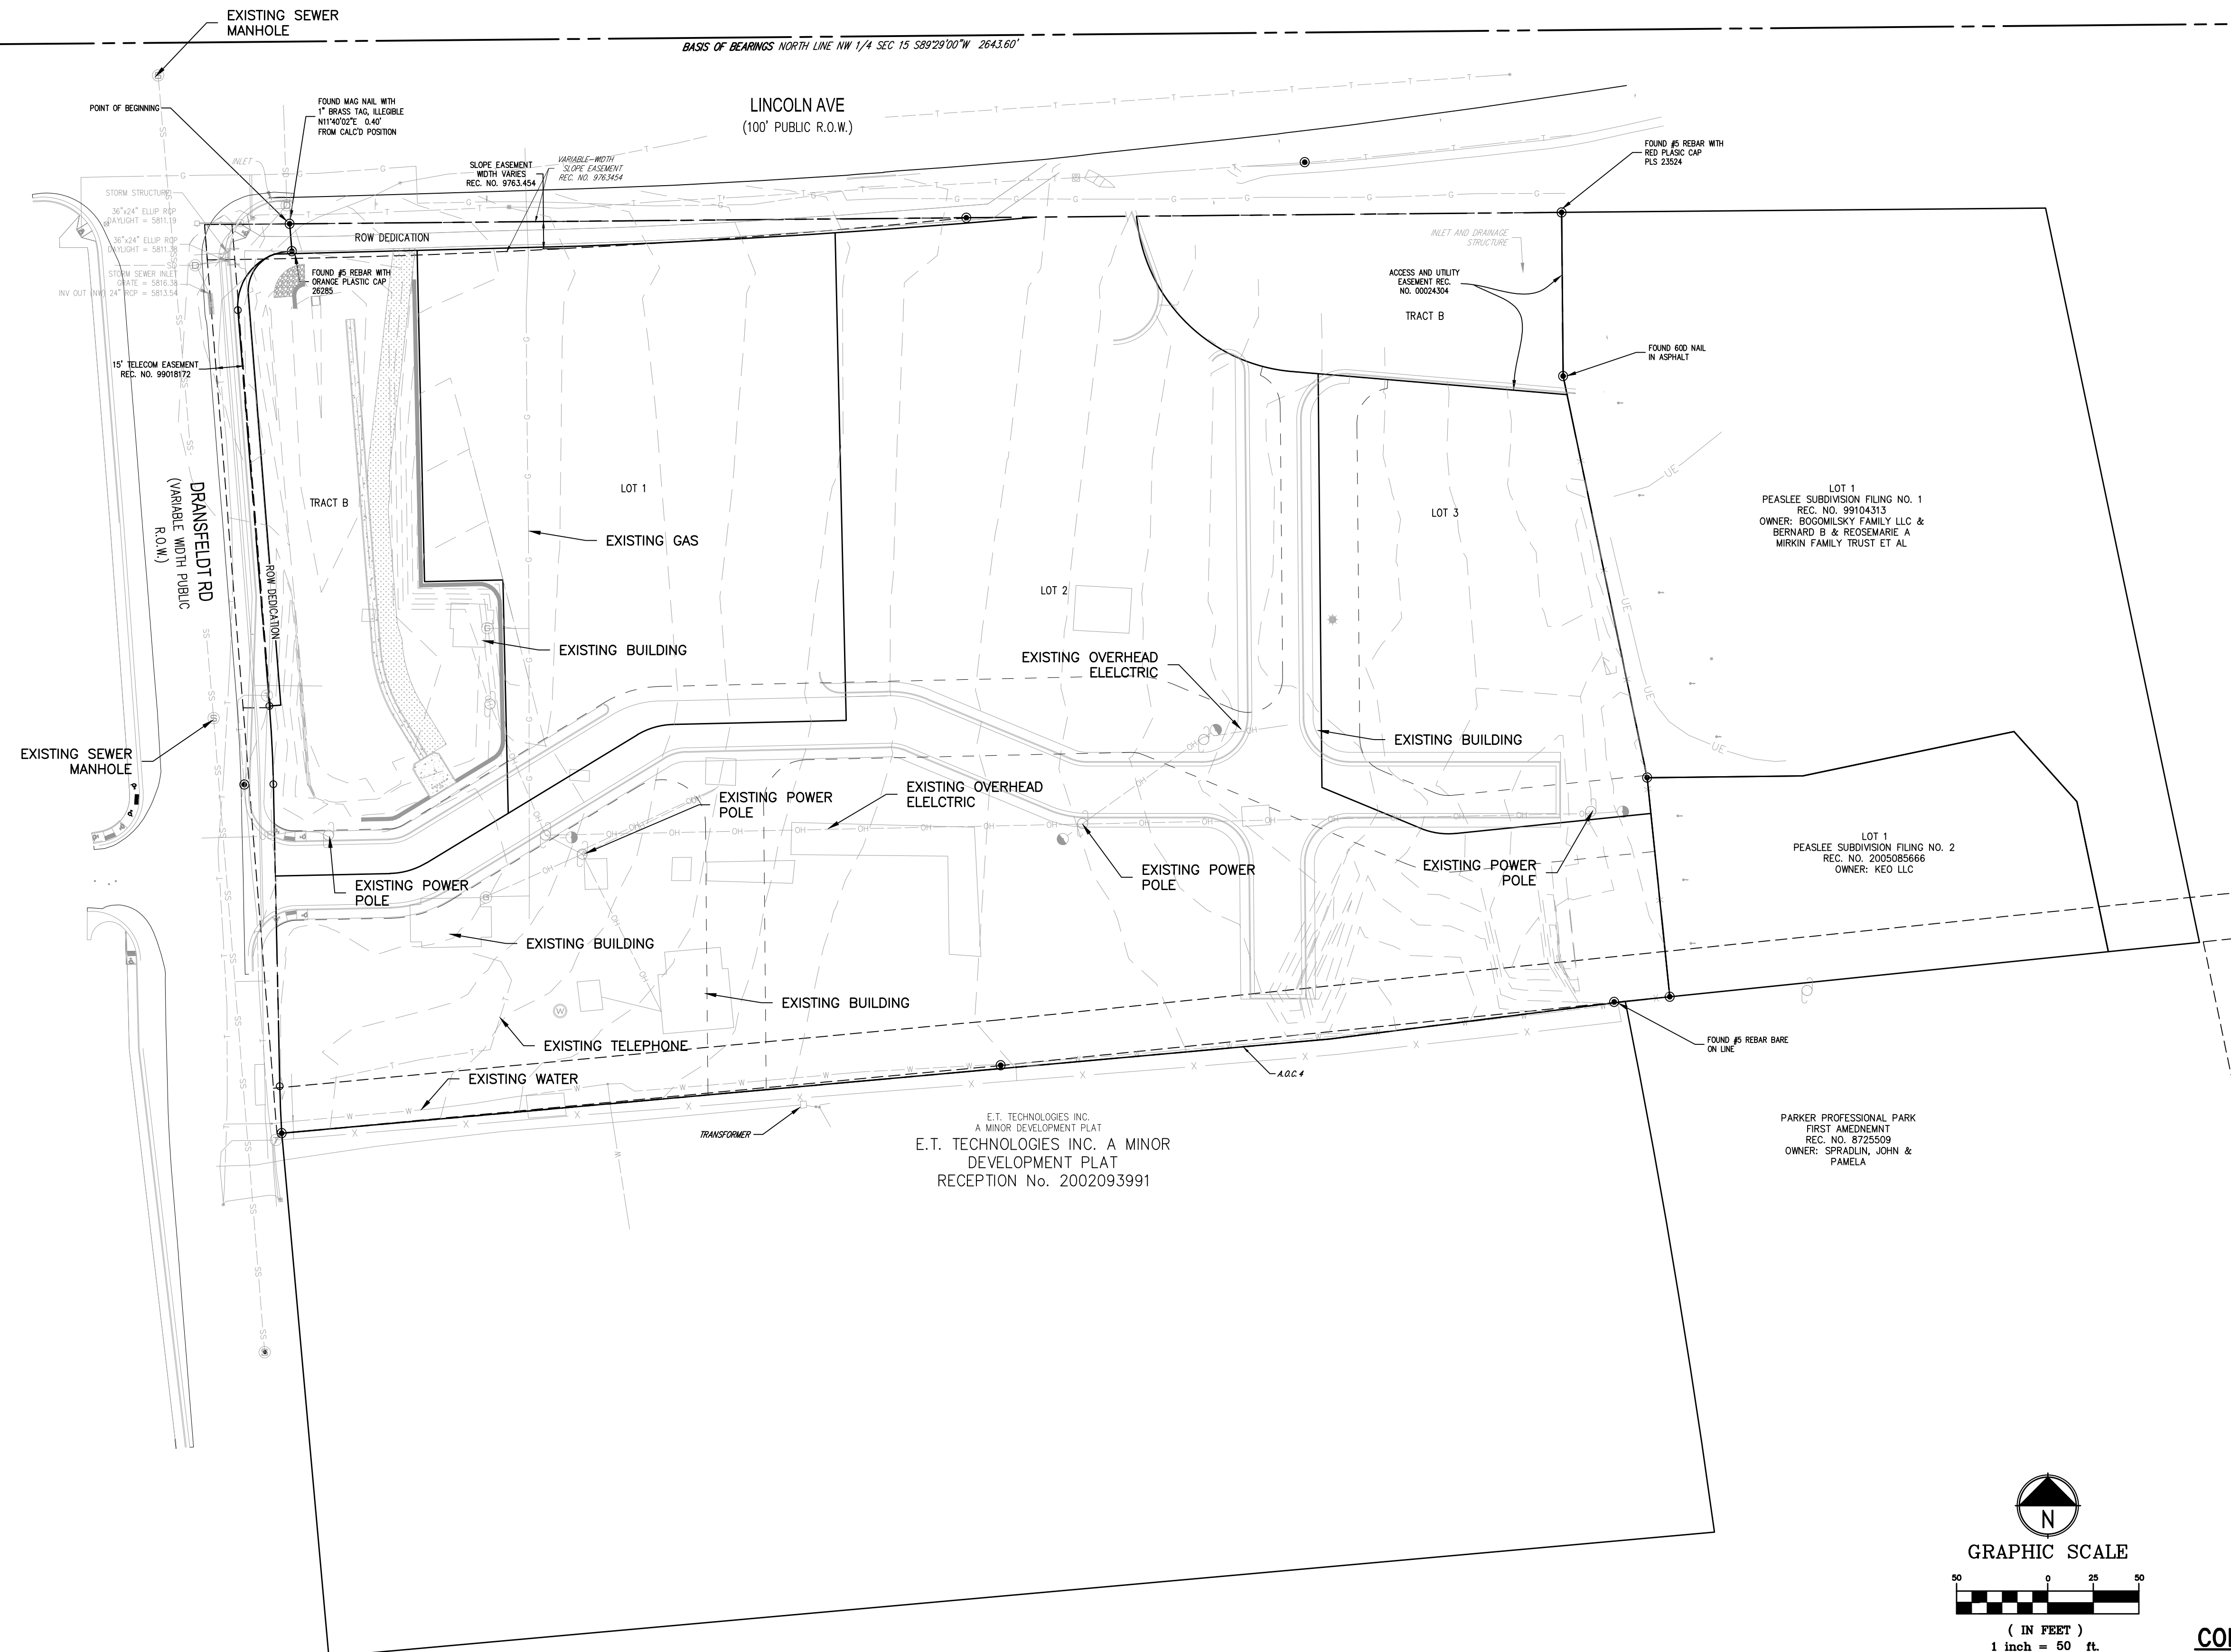 EXISTING SEWER
MANHOLE
BASIS OF BEARINGS NORTH LINE NW 1/4 SEC 15 S89°29'00"W 2643.60'
POINT OF BEGINNING
FOUND MAG NAIL WITH
1" BRASS TAG, ILLEGIBLE
N11°40'02"E 0.40'
FROM CALC'D POSITION
LINCOLN AVE
(100' PUBLIC R.O.W.)
INLET
SLOPE EASEMENT
WIDTH VARIES
REC. NO. 9763.454
VARIABLE-WIDTH
SLOPE EASEMENT
REC. NO. 9763454
FOUND #5 REBAR WITH
RED PLASIC CAP
PLS 23524
STORM STRUCTURE
36"x24" ELLIP RCP
DAYLIGHT = 5811.19
36"x24" ELLIP RCP
DAYLIGHT = 5811.38
STORM SEWER INLET
GRATE = 5816.38
INV OUT (NW) 24" RCP = 5813.54
ROW DEDICATION
FOUND #5 REBAR WITH
ORANGE PLASTIC CAP
26285
INLET AND DRAINAGE
STRUCTURE
ACCESS AND UTILITY
EASEMENT REC.
NO. 00024304
TRACT B
FOUND 60D NAIL
IN ASPHALT
15' TELECOM EASEMENT
REC. NO. 99018172
DRANSFELDT RD
(VARIABLE WIDTH PUBLIC
R.O.W.)
ROW DEDICATION
TRACT B
LOT 1
EXISTING GAS
LOT 2
LOT 3
LOT 1
PEASLEE SUBDIVISION FILING NO. 1
REC. NO. 99104313
OWNER: BOGOMILSKY FAMILY LLC &
BERNARD B & REOSEMARIE A
MIRKIN FAMILY TRUST ET AL
EXISTING BUILDING
EXISTING OVERHEAD
ELELCTRIC
EXISTING SEWER
MANHOLE
EXISTING BUILDING
EXISTING POWER
POLE
EXISTING OVERHEAD
ELELCTRIC
EXISTING POWER
POLE
EXISTING POWER
POLE
EXISTING POWER
POLE
LOT 1
PEASLEE SUBDIVISION FILING NO. 2
REC. NO. 2005085666
OWNER: KEO LLC
EXISTING BUILDING
EXISTING BUILDING
EXISTING TELEPHONE
EXISTING WATER
FOUND #5 REBAR BARE
ON LINE
A.O.C. 4
TRANSFORMER
E.T. TECHNOLOGIES INC.
A MINOR DEVELOPMENT PLAT
E.T. TECHNOLOGIES INC. A MINOR
DEVELOPMENT PLAT
RECEPTION No. 2002093991
PARKER PROFESSIONAL PARK
FIRST AMEDNEMNT
REC. NO. 8725509
OWNER: SPRADLIN, JOHN &
PAMELA
N
GRAPHIC SCALE
50 0 25 50
( IN FEET )
1 inch = 50 ft.